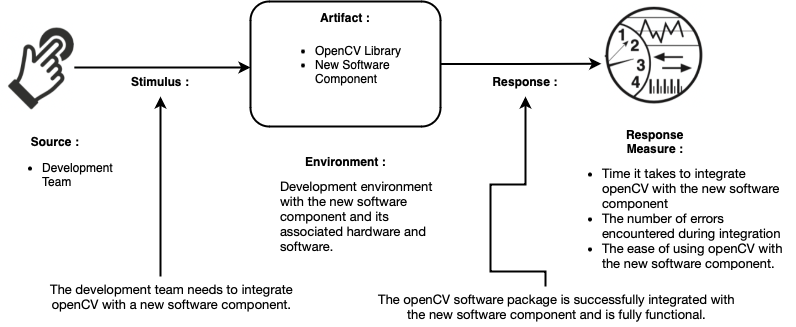 Artifact :
OpenCV Library
New Software
Component
Stimulus :
Response :
1
2
3
4
Source :
Development
Team
Environment :
Development environment
with the new software
component and its
associated hardware and
software.
Response
Measure :
Time it takes to integrate
openCV with the new software
component
The number of errors
encountered during integration
The ease of using openCV with
the new software component.
The development team needs to integrate
openCV with a new software component.
The openCV software package is successfully integrated with
the new software component and is fully functional.